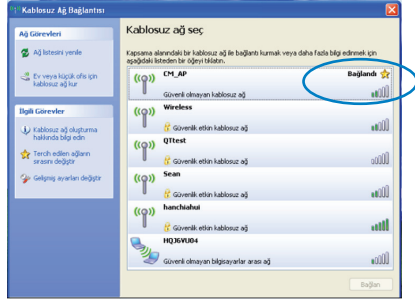 Kablosuz Ağ Bağlantısı
Ağ Görevleri
Ağ listesini yenile
Ev veya küçük ofis için
kablosuz ağ kur
İlgili Görevler
Kablosuz ağ oluşturma
hakkında bilgi edin
Tercih edilen ağların
sırasını değiştir
Gelişmiş ayarları değiştir
Kablosuz ağ seç
Kapsama alanındaki bir kablosuz ağ ile bağlantı kurmak veya daha fazla bilgi edinmek için
aşağıdaki listeden bir öğeyi tıklatın.
CM_AP Bağlandı
Güvenli olmayan kablosuz ağ
Wireless
Güvenlik etkin kablosuz ağ
QTtest
Güvenlik etkin kablosuz ağ
Sean
Güvenlik etkin kablosuz ağ
hanchiahui
Güvenlik etkin kablosuz ağ
HQJ6VU04
Güvenli olmayan bilgisayarlar arası ağ
Bağlan